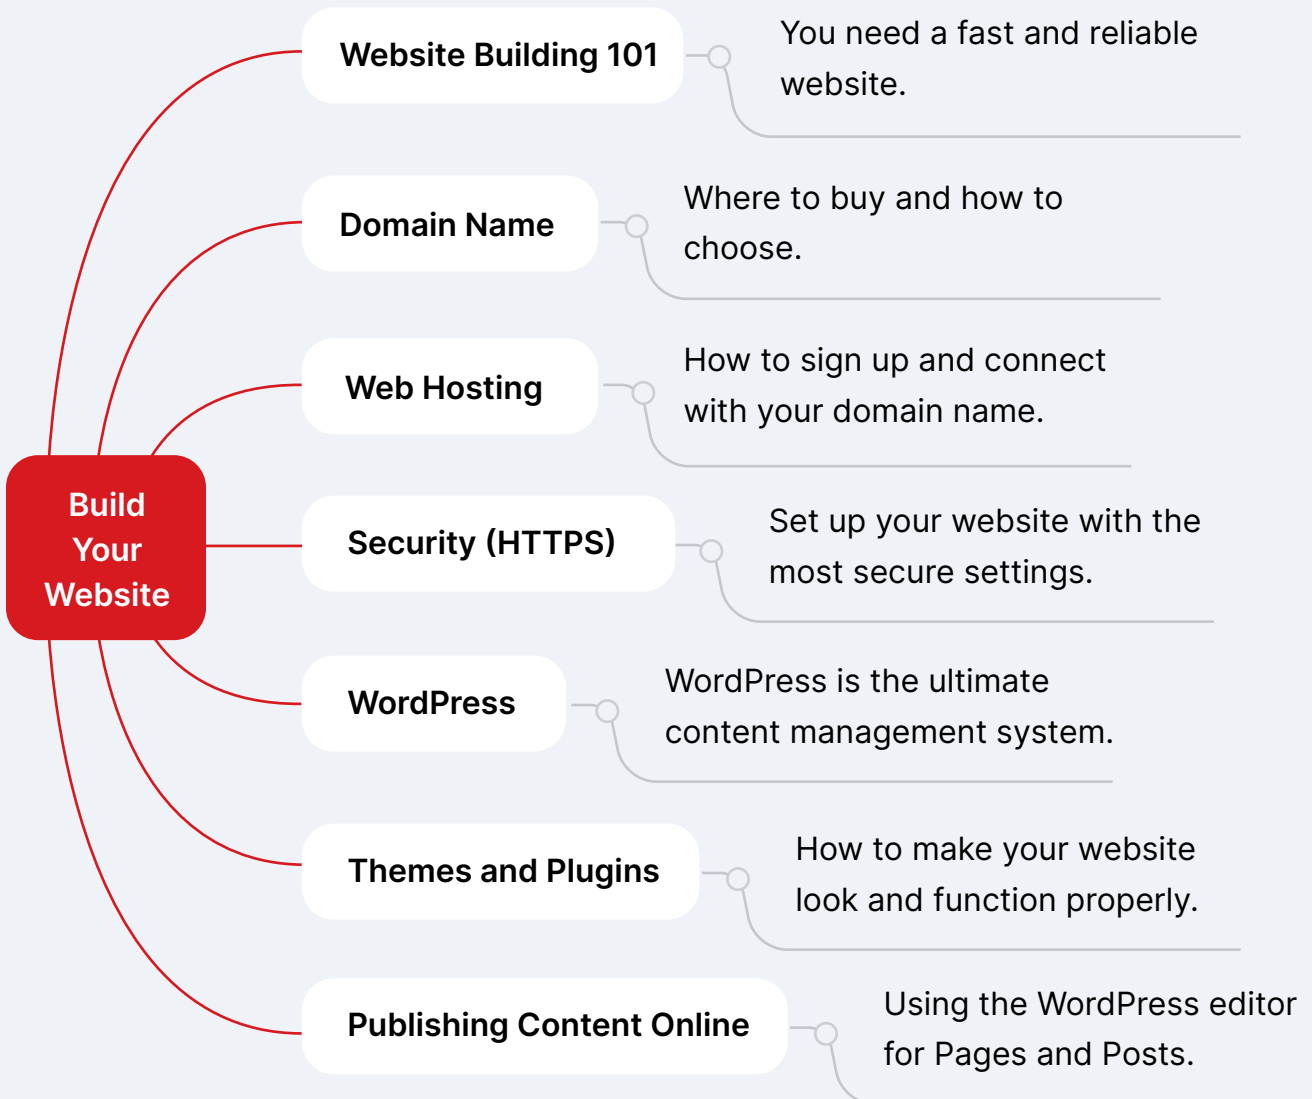 Website Building 101
You need a fast and reliable
website.
Domain Name
Where to buy and how to
choose.
Web Hosting
How to sign up and connect
with your domain name.
Build
Your
Website
Security (HTTPS)
Set up your website with the
most secure settings.
WordPress
WordPress is the ultimate
content management system.
Themes and Plugins
How to make your website
look and function properly.
Publishing Content Online
Using the WordPress editor
for Pages and Posts.